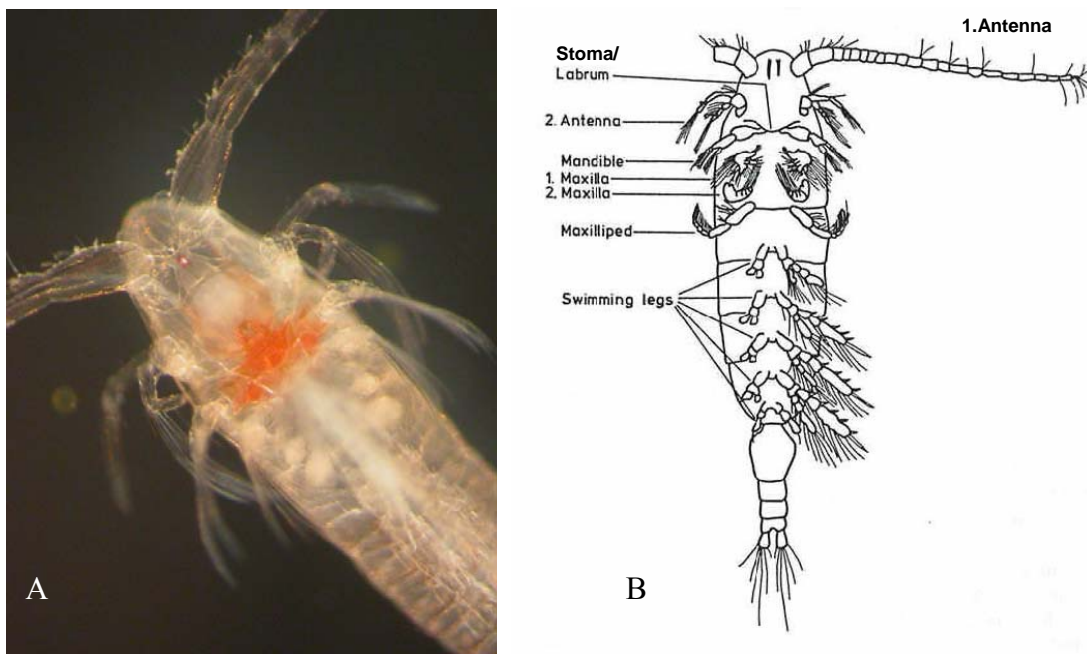 1.Antenna
Stoma/
Labrum
2. Antenna
Mandible
1. Maxilla
2. Maxilla
Maxilliped
Swimming legs
A
B